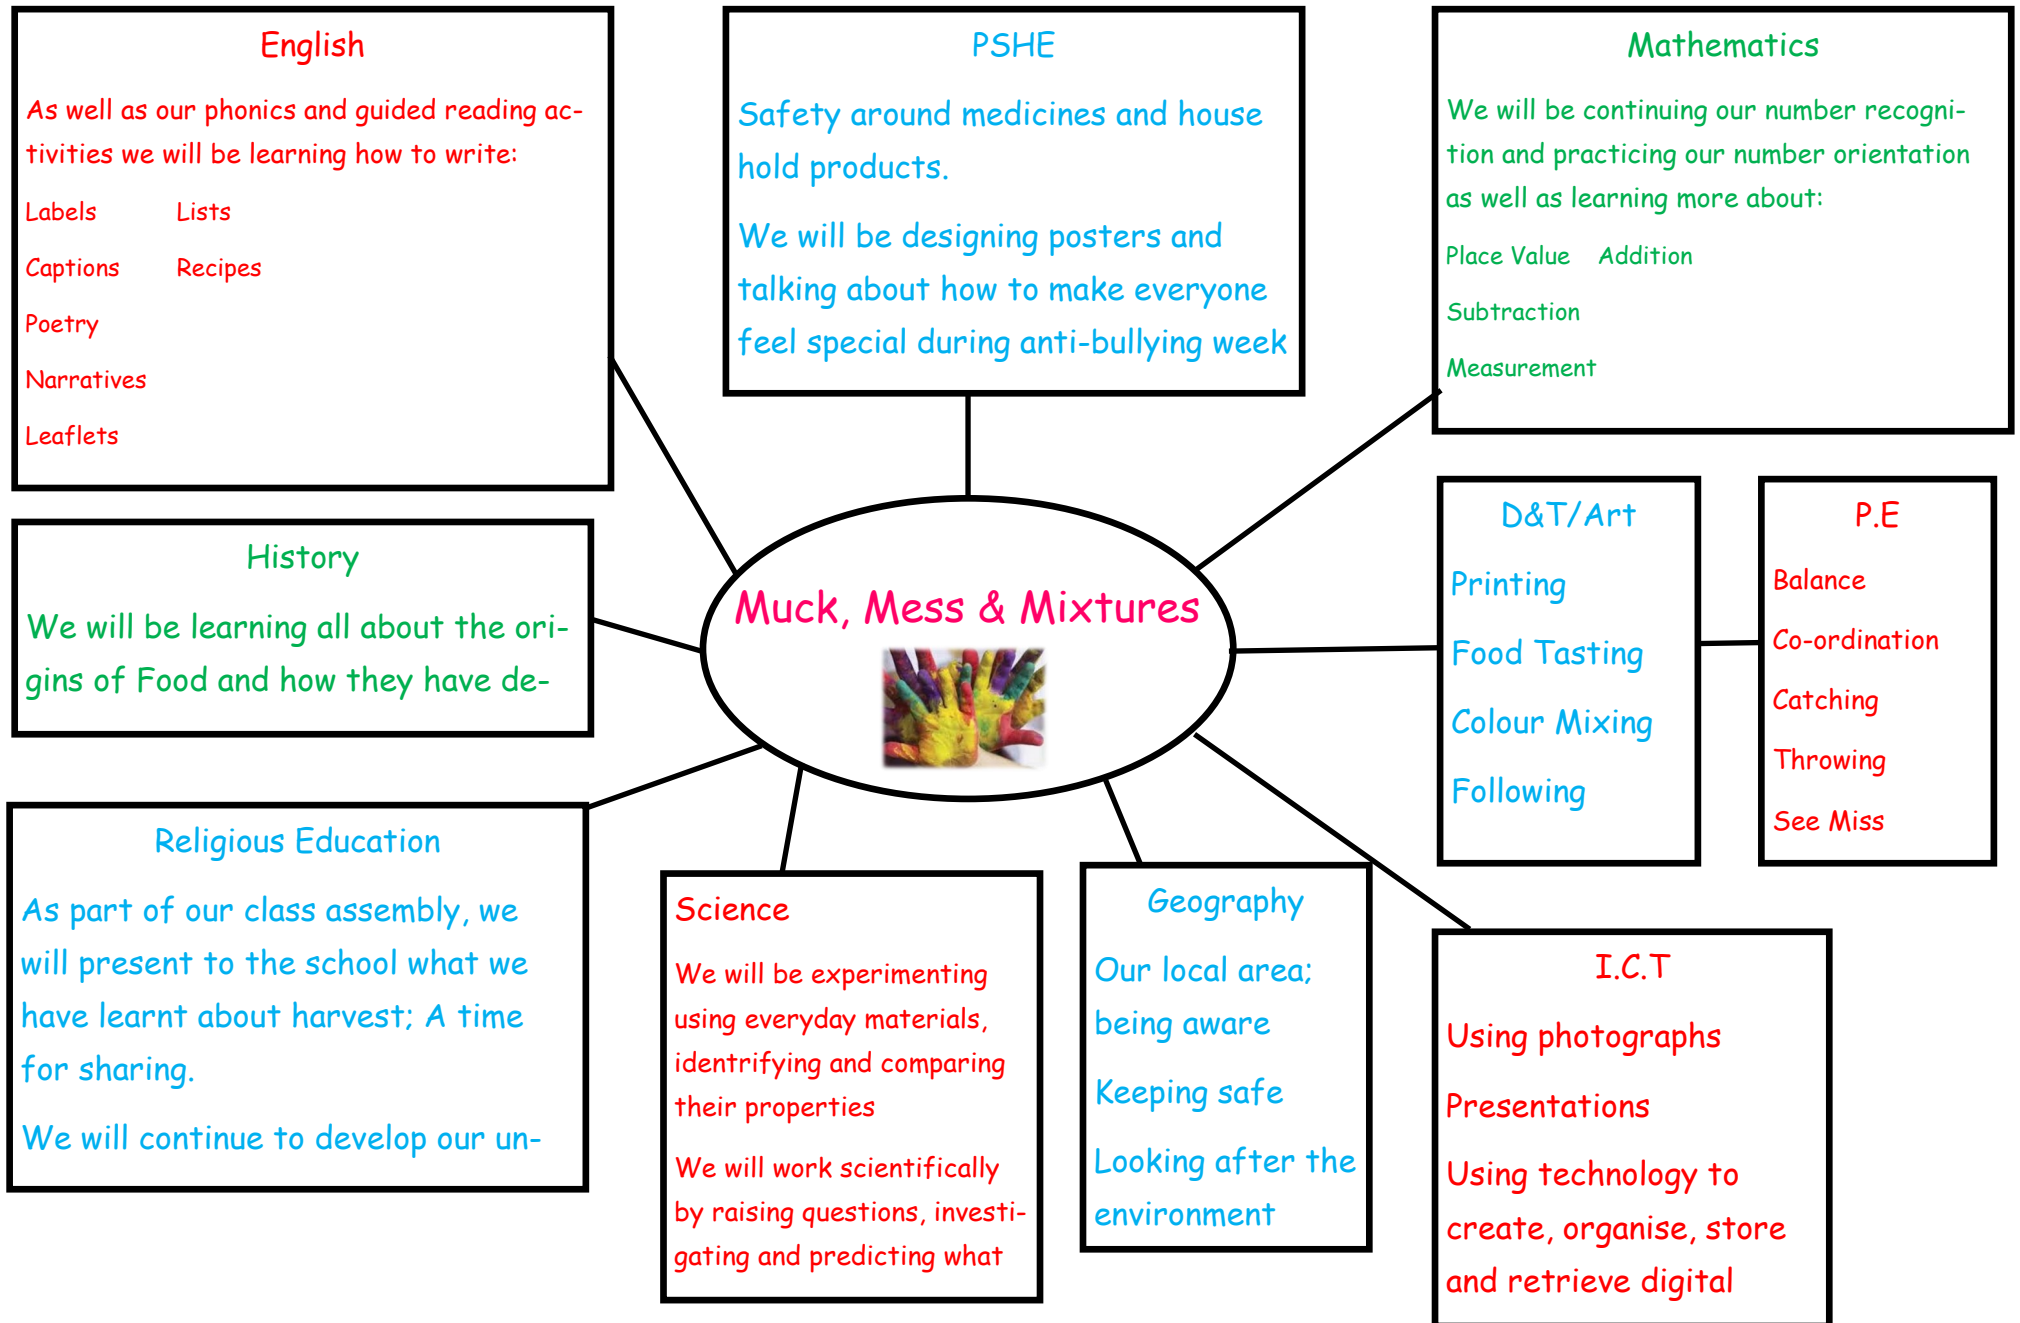 English
As well as our phonics and guided reading ac-
tivities we will be learning how to write:
Labels Lists
Captions Recipes
Poetry
Narratives
Leaflets
PSHE
Safety around medicines and house
hold products.
We will be designing posters and
talking about how to make everyone
feel special during anti-bullying week
Mathematics
We will be continuing our number recogni-
tion and practicing our number orientation
as well as learning more about:
Place Value Addition
Subtraction
Measurement
History
We will be learning all about the ori-
gins of Food and how they have de-
Muck, Mess & Mixtures
D&T/Art
Printing
Food Tasting
Colour Mixing
Following
P.E
Balance
Co-ordination
Catching
Throwing
See Miss
Religious Education
As part of our class assembly, we
will present to the school what we
have learnt about harvest; A time
for sharing.
We will continue to develop our un-
Science
We will be experimenting
using everyday materials,
identrifying and comparing
their properties
We will work scientifically
by raising questions, investi-
gating and predicting what
Geography
Our local area;
being aware
Keeping safe
Looking after the
environment
I.C.T
Using photographs
Presentations
Using technology to
create, organise, store
and retrieve digital